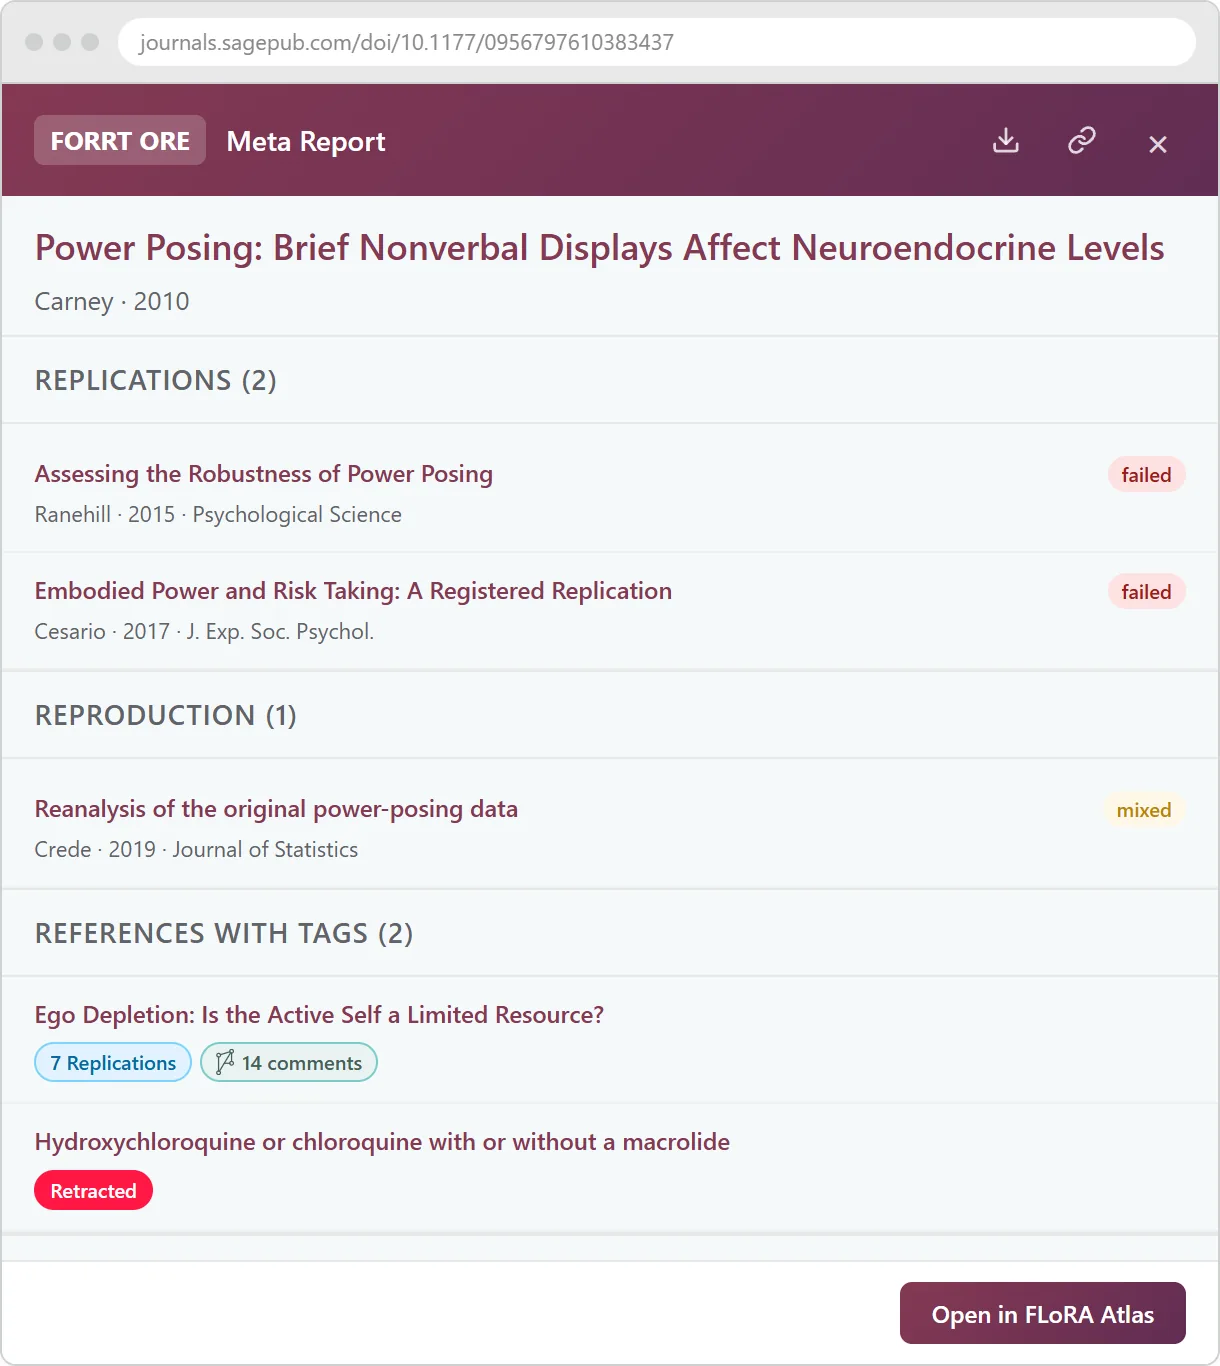 journals.sagepub.com/doi/10.1177/0956797610383437
FORRT ORE Meta Report
Power Posing: Brief Nonverbal Displays Affect Neuroendocrine Levels
Carney · 2010
REPLICATIONS (2)
Assessing the Robustness of Power Posing failed
Ranehill · 2015 · Psychological Science
Embodied Power and Risk Taking: A Registered Replication failed
Cesario · 2017 · J. Exp. Soc. Psychol.
REPRODUCTION (1)
Reanalysis of the original power-posing data mixed
Crede · 2019 · Journal of Statistics
REFERENCES WITH TAGS (2)
Ego Depletion: Is the Active Self a Limited Resource?
7 Replications 14 comments
Hydroxychloroquine or chloroquine with or without a macrolide
Retracted
Open in FLoRA Atlas